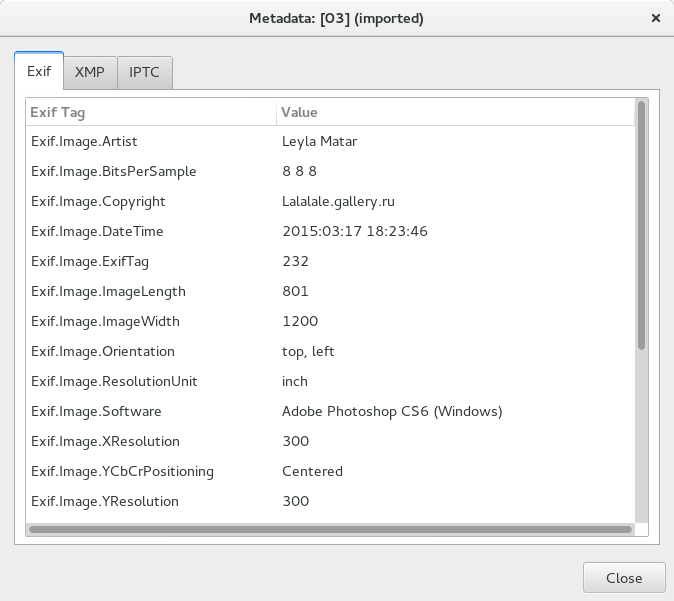 Metadata: [03] (imported)
Exif XMP IPTC
Exif Tag Value
Exif.Image.Artist Leyla Matar
Exif.Image.BitsPerSample 8 8 8
Exif.Image.Copyright Lalalale.gallery.ru
Exif.Image.DateTime 2015:03:17 18:23:46
Exif.Image.ExifTag 232
Exif.Image.ImageLength 801
Exif.Image.ImageWidth 1200
Exif.Image.Orientation top, left
Exif.Image.ResolutionUnit inch
Exif.Image.Software Adobe Photoshop CS6 (Windows)
Exif.Image.XResolution 300
Exif.Image.YCbCrPositioning Centered
Exif.Image.YResolution 300
Close